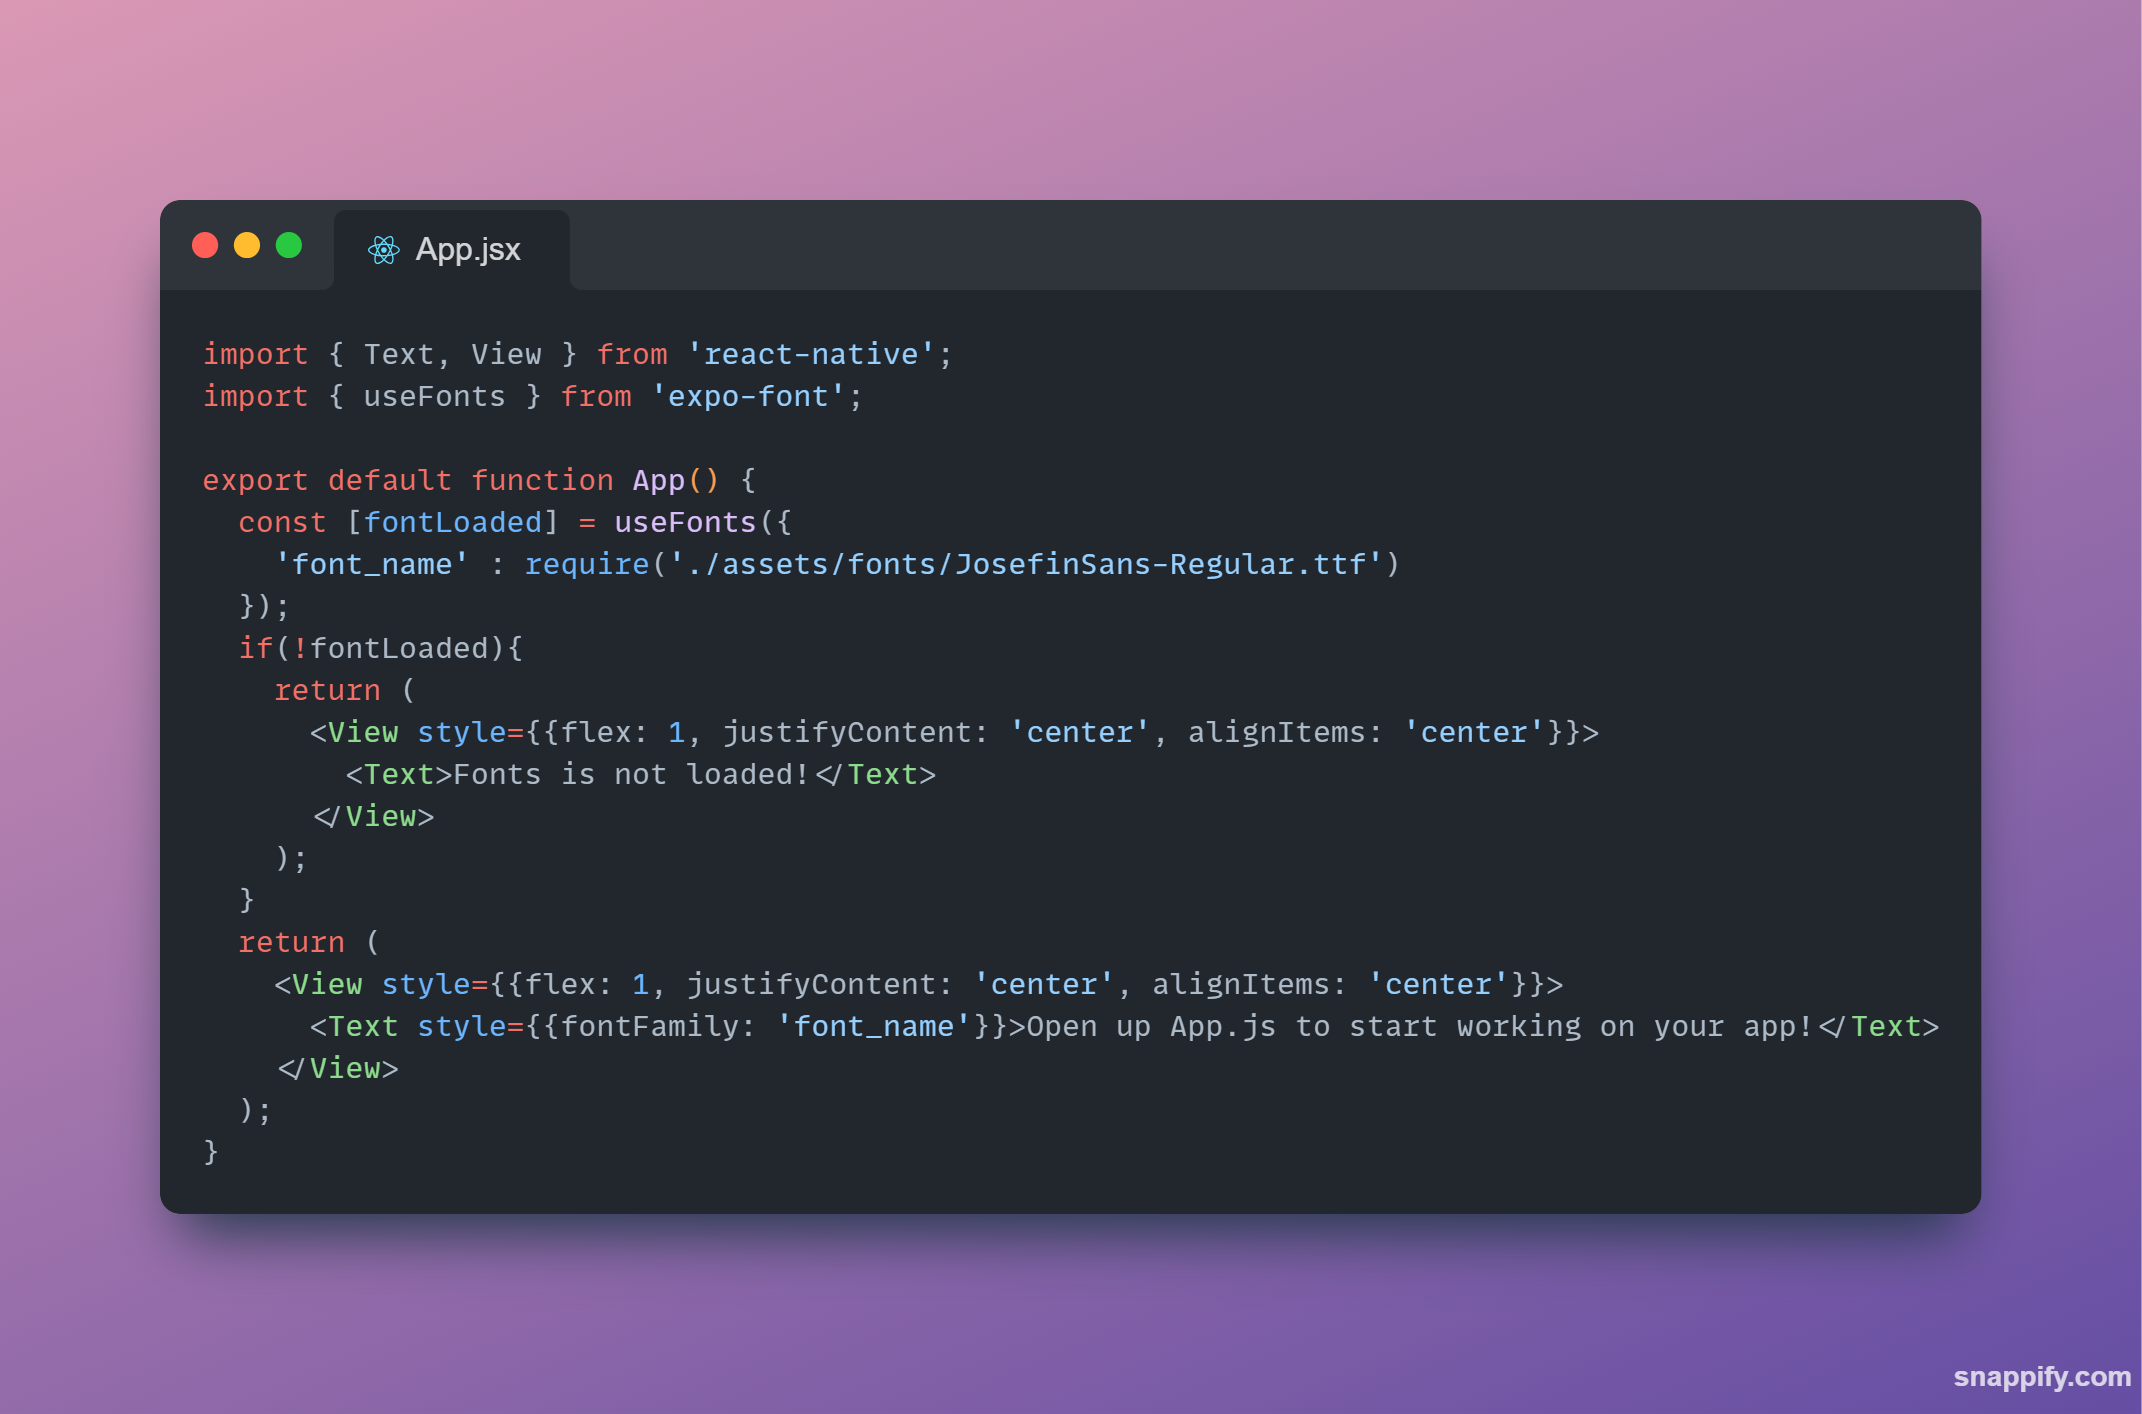 App.jsx
import { Text, View } from 'react-native';
import { useFonts } from 'expo-font';

export default function App() {
  const [fontLoaded] = useFonts({
    'font_name' : require('./assets/fonts/JosefinSans-Regular.ttf')
  });
  if(!fontLoaded){
    return (
      <View style={{flex: 1, justifyContent: 'center', alignItems: 'center'}}>
        <Text>Fonts is not loaded!</Text>
      </View>
    );
  }
  return (
    <View style={{flex: 1, justifyContent: 'center', alignItems: 'center'}}>
      <Text style={{fontFamily: 'font_name'}}>Open up App.js to start working on your app!</Text>
    </View>
  );
}
snappify.com